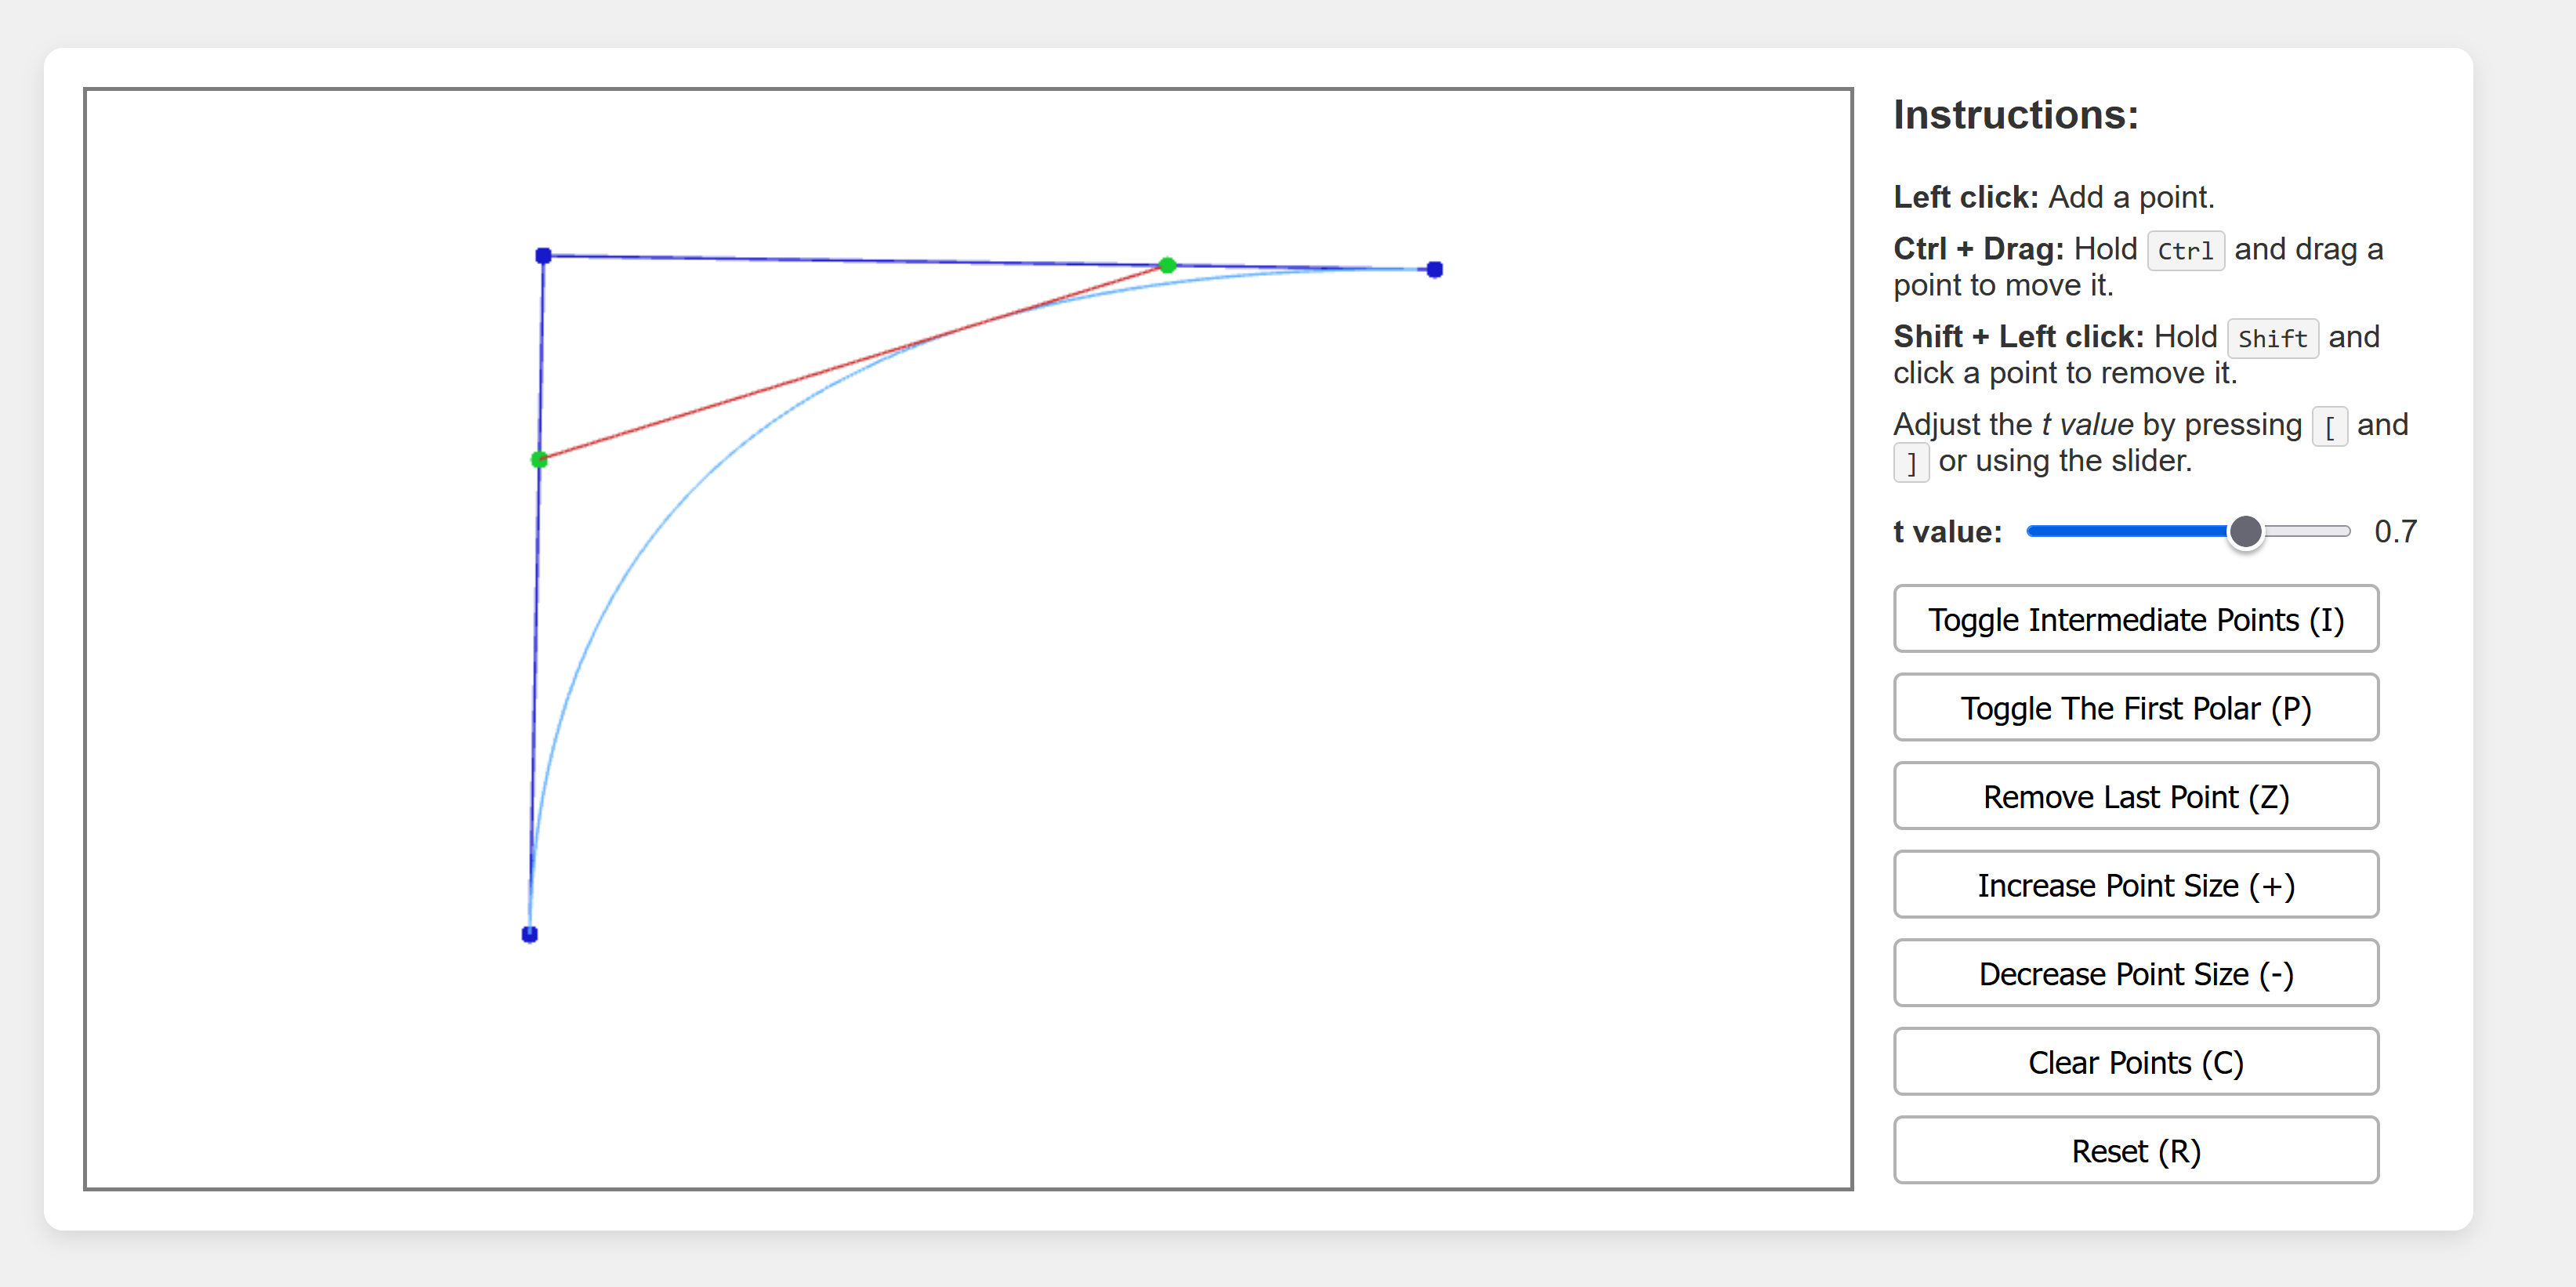 Instructions:
Left click: Add a point.
Ctrl + Drag: Hold Ctrl and drag a
point to move it.
Shift + Left click: Hold Shift and
click a point to remove it.
Adjust the t value by pressing [ and
] or using the slider.
t value: 0.7
Toggle Intermediate Points (I)
Toggle The First Polar (P)
Remove Last Point (Z)
Increase Point Size (+)
Decrease Point Size (-)
Clear Points (C)
Reset (R)